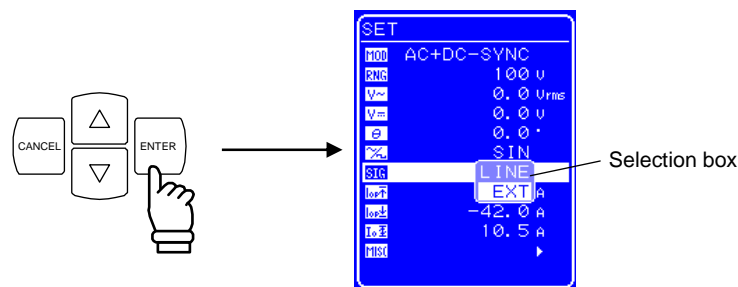 CANCEL
ENTER
SET
MOD AC+DC-SYNC
RNG 100 V
V~ 0.0 Vrms
V⎓ 0.0 V
θ 0.0 °
SIN
SIG LINE
EXT A
-42.0 A
10.5 A
MISC
Selection box